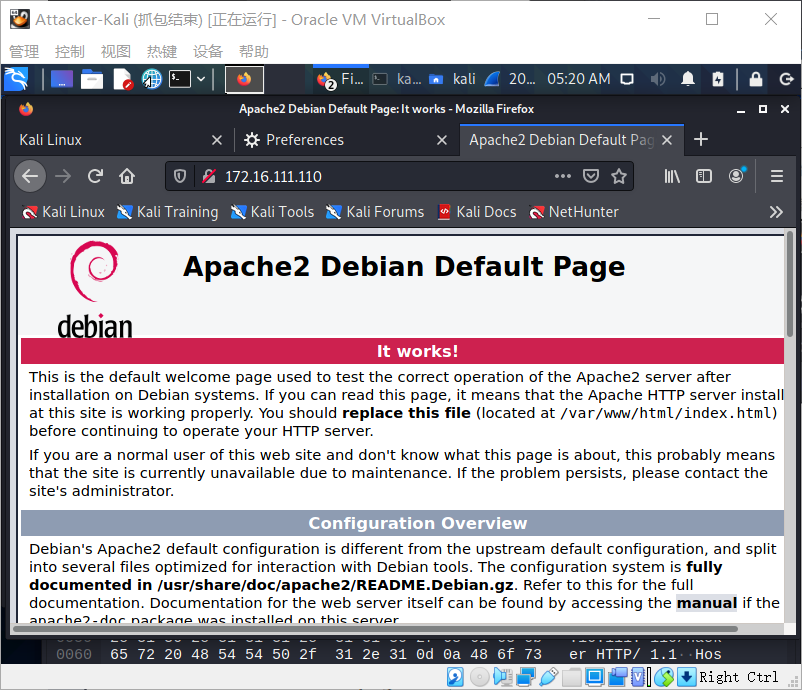 Attacker-Kali (抓包结束) [正在运行] - Oracle VM VirtualBox
管理 控制 视图 热键 设备 帮助
2 Fi… ka… kali 20… 05:20 AM
Apache2 Debian Default Page: It works - Mozilla Firefox
Kali Linux Preferences Apache2 Debian Default Pag
172.16.111.110
Kali Linux Kali Training Kali Tools Kali Forums Kali Docs NetHunter
Apache2 Debian Default Page
debian
It works!
This is the default welcome page used to test the correct operation of the Apache2 server after
installation on Debian systems. If you can read this page, it means that the Apache HTTP server install
at this site is working properly. You should replace this file (located at /var/www/html/index.html)
before continuing to operate your HTTP server.
If you are a normal user of this web site and don't know what this page is about, this probably means
that the site is currently unavailable due to maintenance. If the problem persists, please contact the
site's administrator.
Configuration Overview
Debian's Apache2 default configuration is different from the upstream default configuration, and split
into several files optimized for interaction with Debian tools. The configuration system is fully
documented in /usr/share/doc/apache2/README.Debian.gz. Refer to this for the full
documentation. Documentation for the web server itself can be found by accessing the manual if the
apache2-doc package was installed on this server.
0060 65 72 20 48 54 54 50 2f 31 2e 31 0d 0a 48 6f 73 er HTTP/ 1.1··Hos
Right Ctrl